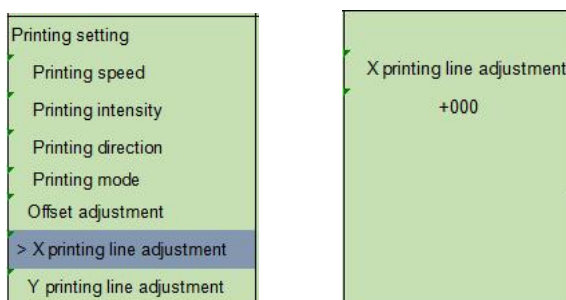 Printing setting
Printing speed
Printing intensity
Printing direction
Printing mode
Offset adjustment
> X printing line adjustment
Y printing line adjustment
X printing line adjustment
+000